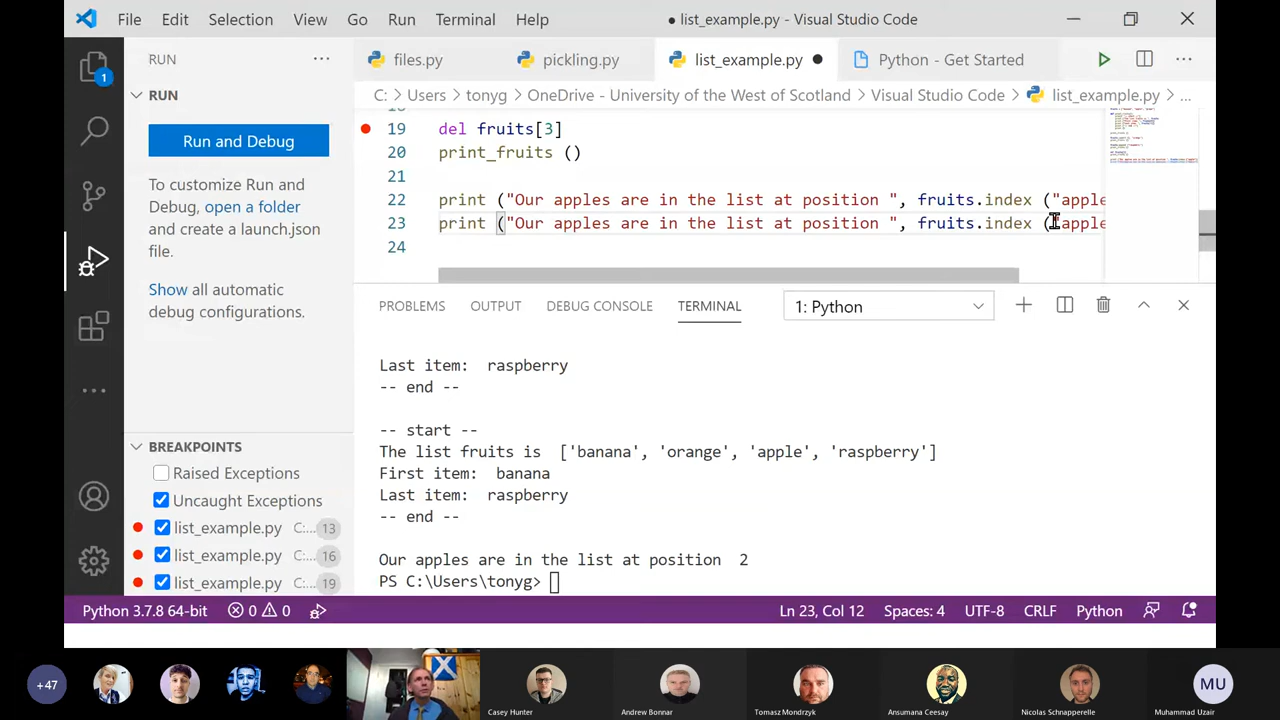 File Edit Selection View Go Run Terminal Help
● list_example.py - Visual Studio Code
RUN
files.py
pickling.py
list_example.py
Python - Get Started
C: > Users > tonyg > OneDrive - University of the West of Scotland > Visual Studio Code > list_example.py > ...
1
RUN
Run and Debug
To customize Run and
Debug, open a folder
and create a launch.json
file.
Show all automatic
debug configurations.
19 del fruits[3]
20 print_fruits ()
21
22 print ("Our apples are in the list at position ", fruits.index ("apple
23 print ("Our apples are in the list at position ", fruits.index ("apple
24
PROBLEMS OUTPUT DEBUG CONSOLE TERMINAL
1: Python
Last item:  raspberry
-- end --
-- start --
The list fruits is  ['banana', 'orange', 'apple', 'raspberry']
First item:  banana
Last item:  raspberry
-- end --
Our apples are in the list at position  2
PS C:\Users\tonyg>
BREAKPOINTS
Raised Exceptions
Uncaught Exceptions
list_example.py C:... 13
list_example.py C:... 16
list_example.py C:... 19
Python 3.7.8 64-bit
0 0
Ln 23, Col 12
Spaces: 4
UTF-8
CRLF
Python
+47
Casey Hunter
Andrew Bonnar
Tomasz Mondrzyk
Ansumana Ceesay
Nicolas Schnapperelle
MU
Muhammad Uzair